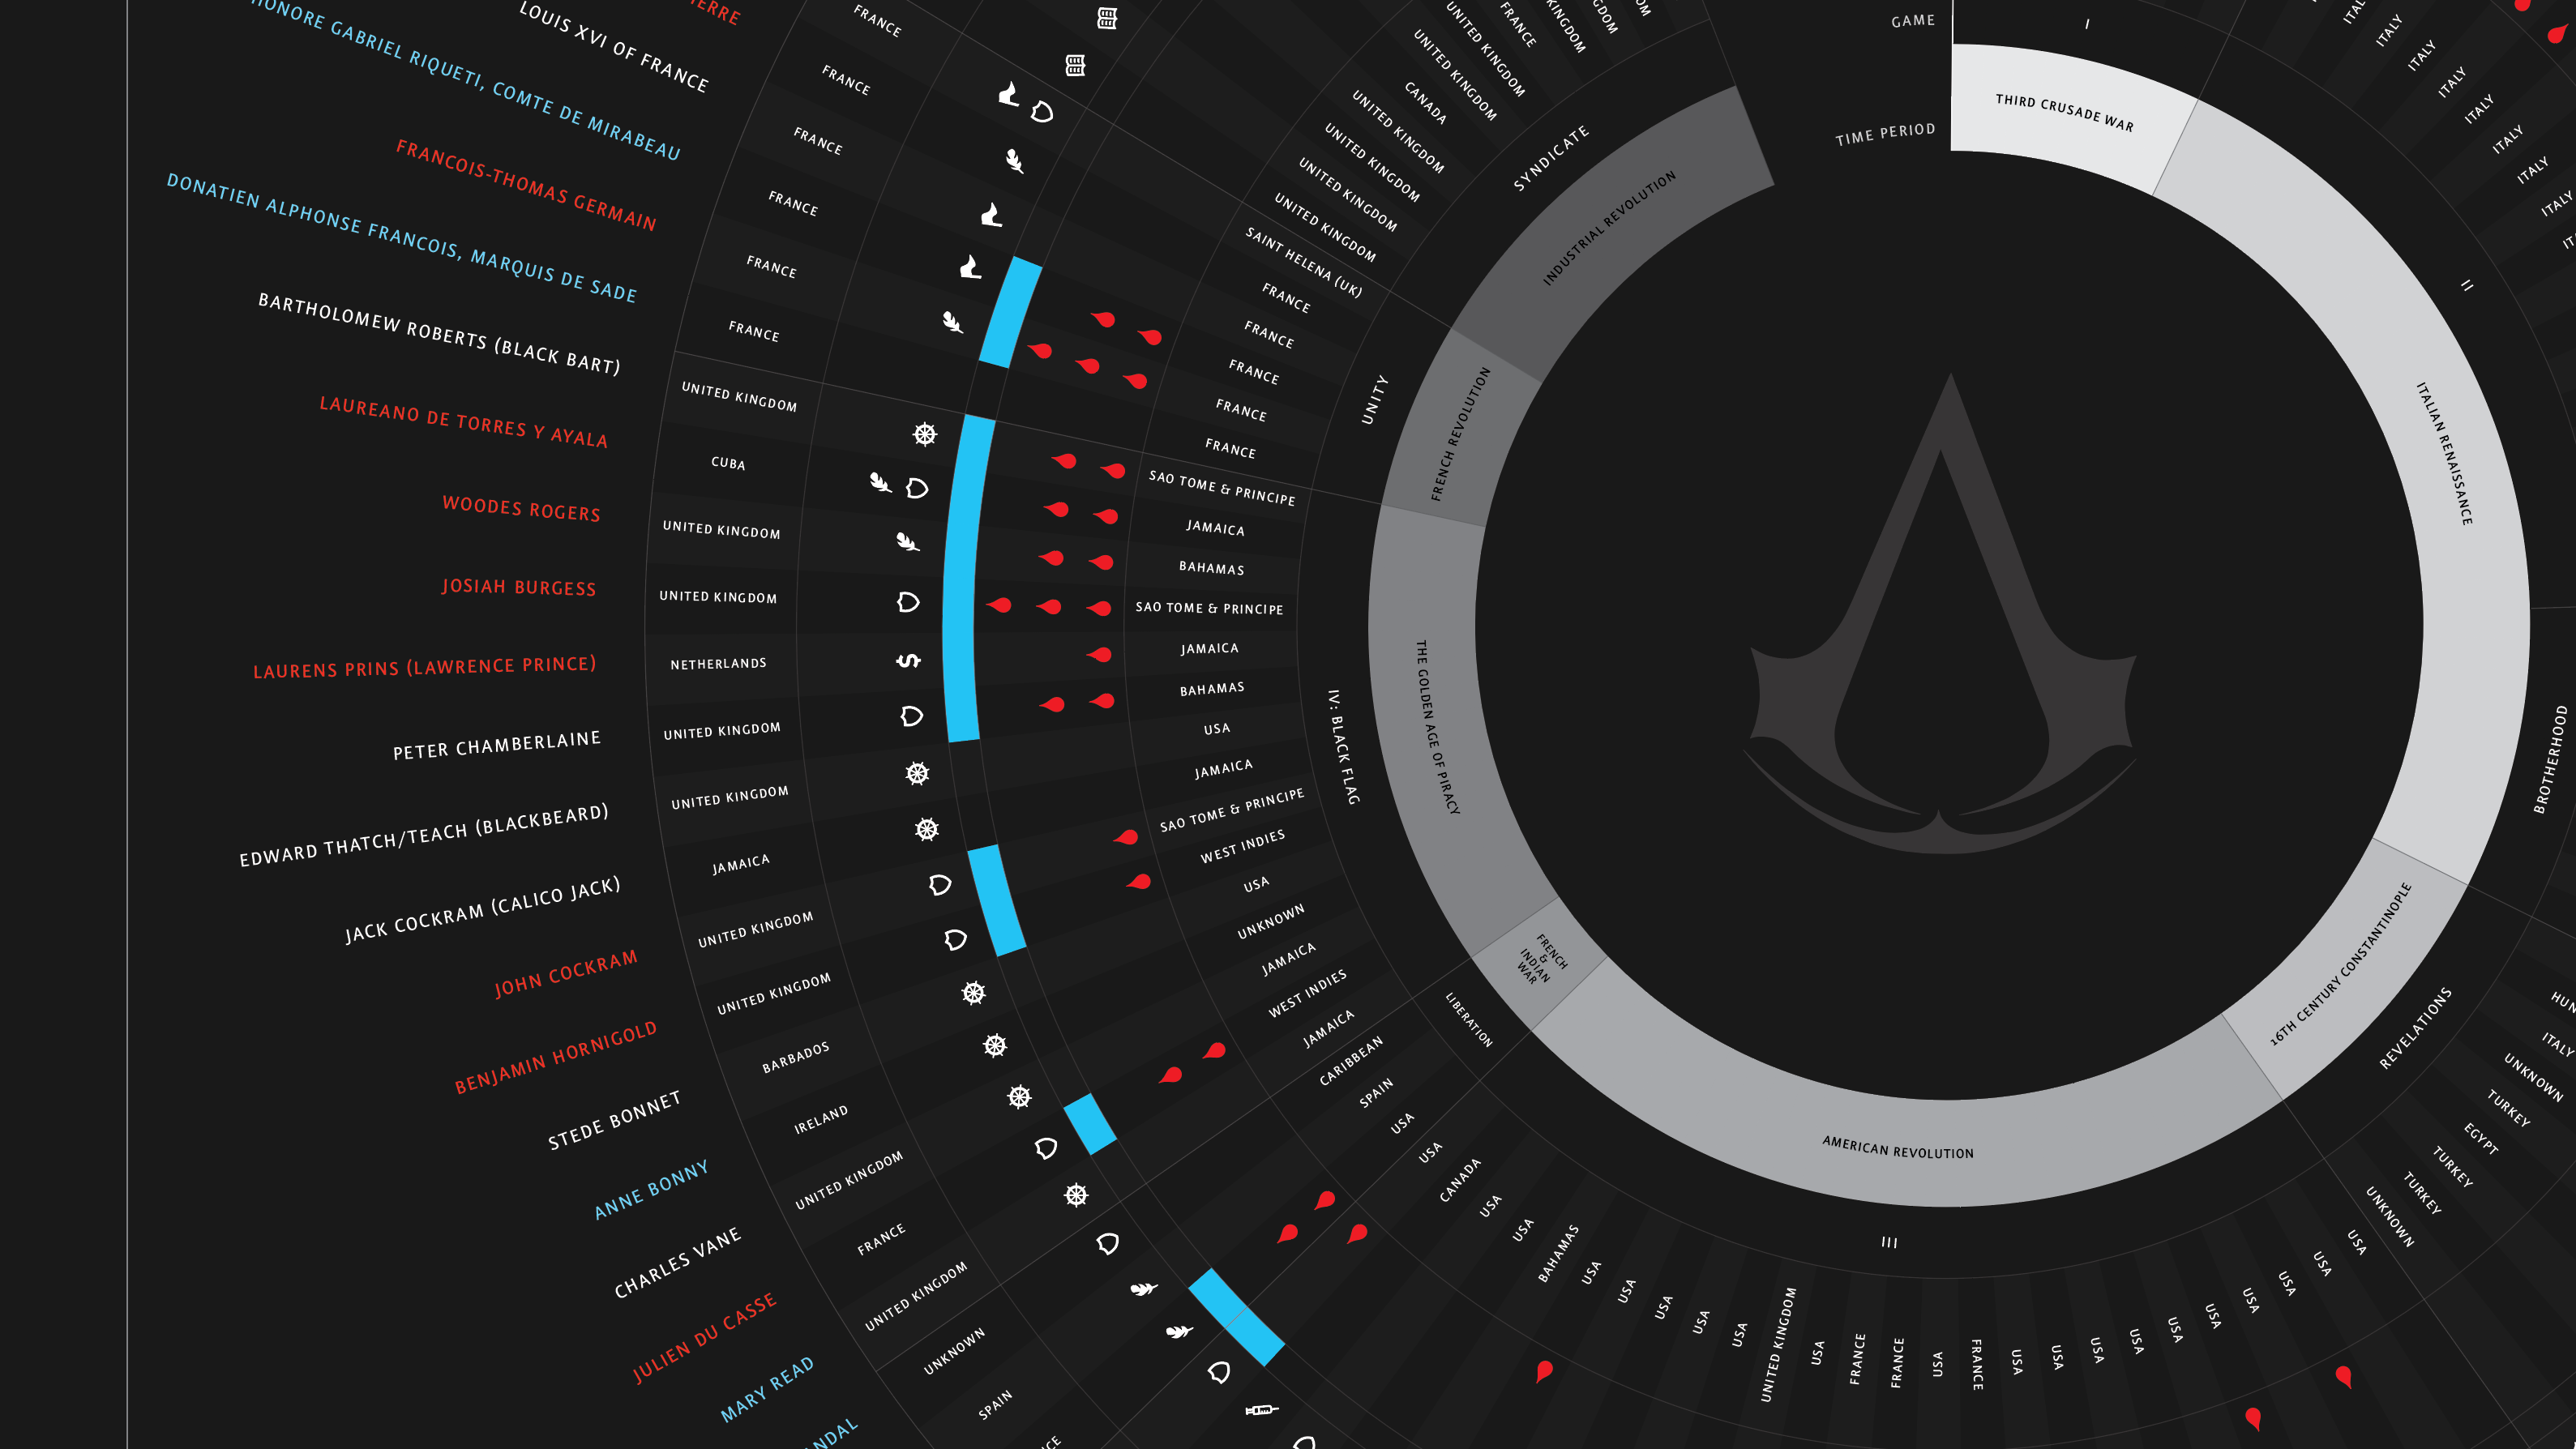 GAME
TIME PERIOD
I
THIRD CRUSADE WAR
II
ITALIAN RENAISSANCE
BROTHERHOOD
16TH CENTURY CONSTANTINOPLE
REVELATIONS
AMERICAN REVOLUTION
III
FRENCH
&
INDIAN
WAR
LIBERATION
THE GOLDEN AGE OF PIRACY
IV: BLACK FLAG
FRENCH REVOLUTION
UNITY
INDUSTRIAL REVOLUTION
SYNDICATE
LOUIS XVI OF FRANCE
HONORE GABRIEL RIQUETI, COMTE DE MIRABEAU
FRANCOIS-THOMAS GERMAIN
DONATIEN ALPHONSE FRANCOIS, MARQUIS DE SADE
BARTHOLOMEW ROBERTS (BLACK BART)
LAUREANO DE TORRES Y AYALA
WOODES ROGERS
JOSIAH BURGESS
LAURENS PRINS (LAWRENCE PRINCE)
PETER CHAMBERLAINE
EDWARD THATCH/TEACH (BLACKBEARD)
JACK COCKRAM (CALICO JACK)
JOHN COCKRAM
BENJAMIN HORNIGOLD
STEDE BONNET
ANNE BONNY
CHARLES VANE
JULIEN DU CASSE
MARY READ
FRANCE
FRANCE
FRANCE
FRANCE
FRANCE
FRANCE
UNITED KINGDOM
CUBA
UNITED KINGDOM
UNITED KINGDOM
NETHERLANDS
UNITED KINGDOM
UNITED KINGDOM
JAMAICA
UNITED KINGDOM
UNITED KINGDOM
BARBADOS
IRELAND
UNITED KINGDOM
FRANCE
UNITED KINGDOM
UNKNOWN
SPAIN
FRANCE
UNITED KINGDOM
UNITED KINGDOM
CANADA
UNITED KINGDOM
UNITED KINGDOM
UNITED KINGDOM
UNITED KINGDOM
SAINT HELENA (UK)
FRANCE
FRANCE
FRANCE
FRANCE
FRANCE
SAO TOME & PRINCIPE
JAMAICA
BAHAMAS
SAO TOME & PRINCIPE
JAMAICA
BAHAMAS
USA
JAMAICA
SAO TOME & PRINCIPE
WEST INDIES
USA
UNKNOWN
JAMAICA
WEST INDIES
JAMAICA
CARIBBEAN
SPAIN
USA
USA
CANADA
USA
USA
BAHAMAS
USA
USA
USA
USA
USA
UNITED KINGDOM
USA
FRANCE
FRANCE
USA
FRANCE
USA
USA
USA
USA
USA
USA
USA
USA
USA
USA
UNKNOWN
TURKEY
TURKEY
EGYPT
TURKEY
UNKNOWN
ITALY
ITALY
ITALY
ITALY
ITALY
ITALY
ITALY
ITALY